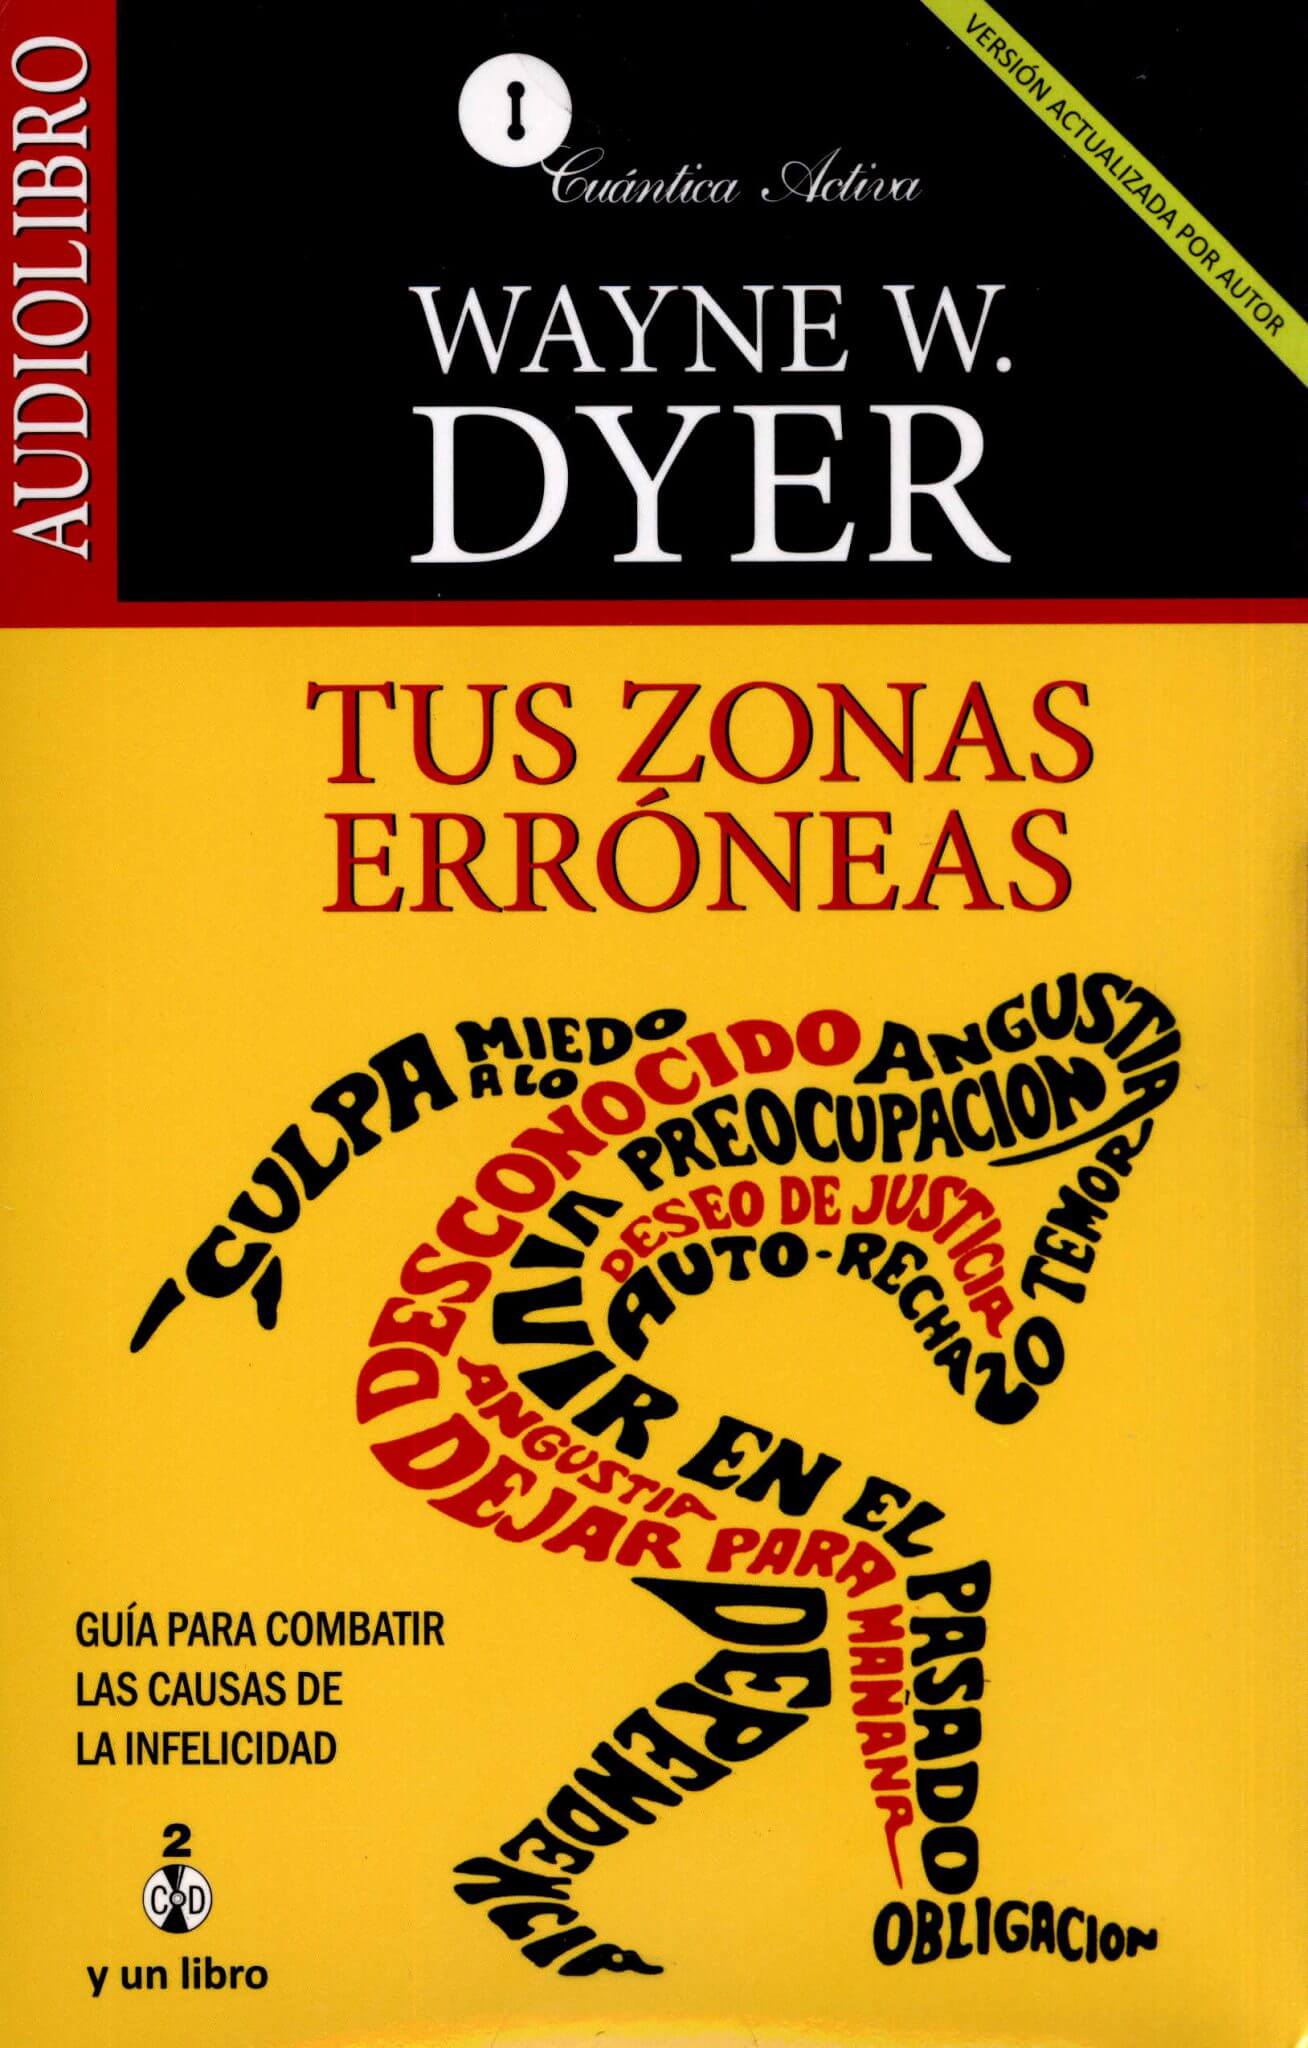 AUDIOLIBRO
VERSIÓN ACTUALIZADA POR AUTOR
Cuántica Activa
WAYNE W.
DYER
TUS ZONAS
ERRÓNEAS
CULPA
MIEDO
A LO
DESCONOCIDO
ANGUSTIA
PREOCUPACION
TEMOR
DESEO DE JUSTICIA
AUTO-RECHAZO
VIVIR EN EL PASADO
ANGUSTIA
DEJAR PARA MAÑANA
DEPENDENCIA
OBLIGACION
GUÍA PARA COMBATIR
LAS CAUSAS DE
LA INFELICIDAD
2
CD
y un libro